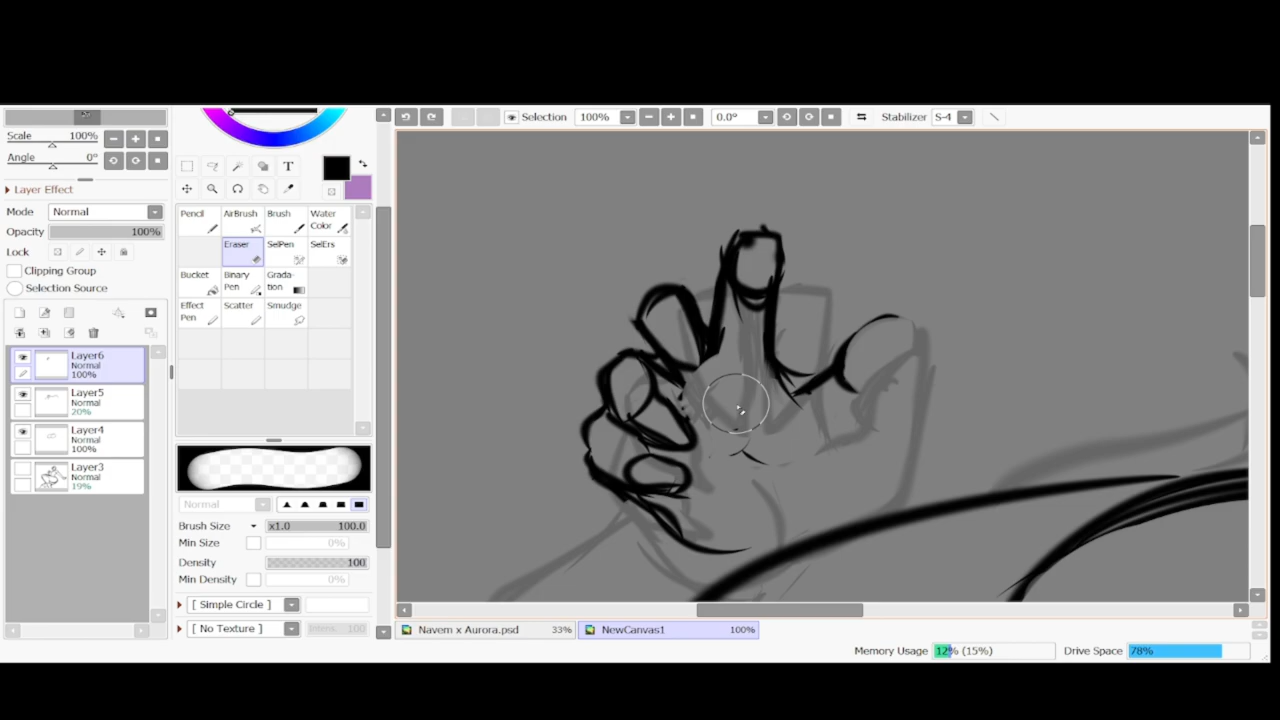 Scale 100%
Angle 0°
Layer Effect
Mode Normal
Opacity 100%
Lock
Clipping Group
Selection Source
Layer6
Normal
100%
Layer5
Normal
20%
Layer4
Normal
100%
Layer3
Normal
19%
T
Pencil AirBrush Brush Water Color
Eraser SelPen SelErs
Bucket Binary Pen Grada-tion
Effect Pen Scatter Smudge
Normal
Brush Size x1.0 100.0
Min Size 0%
Density 100
Min Density 0%
[ Simple Circle ]
[ No Texture ] 100
Selection 100% 0.0° Stabilizer S-4
Navem x Aurora.psd 33% NewCanvas1 100%
Memory Usage 12% (15%) Drive Space 78%